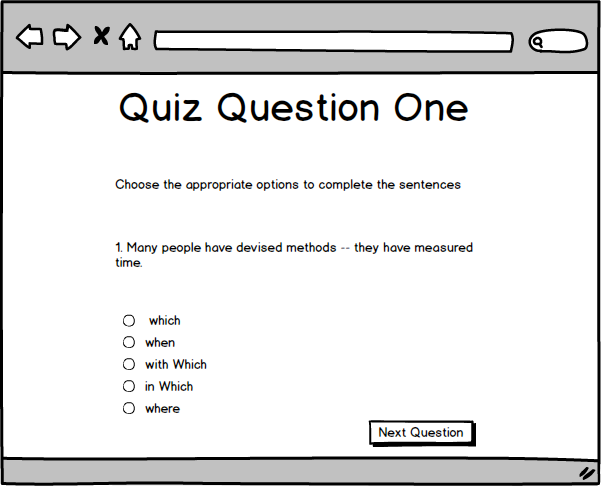 Quiz Question One
Choose the appropriate options to complete the sentences
1. Many people have devised methods -- they have measured
time.
which
when
with Which
in Which
where
Next Question